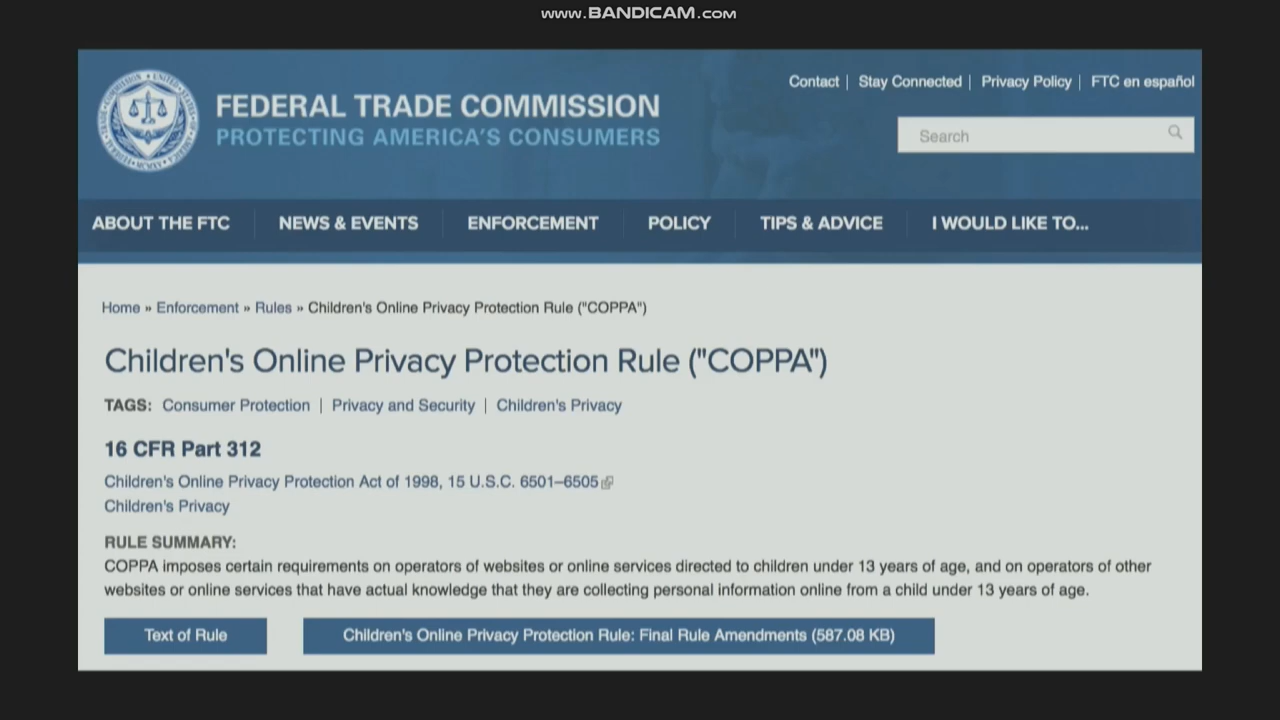 www.BANDICAM.com
Contact | Stay Connected | Privacy Policy | FTC en español
FEDERAL TRADE COMMISSION
PROTECTING AMERICA'S CONSUMERS
Search
ABOUT THE FTC NEWS & EVENTS ENFORCEMENT POLICY TIPS & ADVICE I WOULD LIKE TO...
Home » Enforcement » Rules » Children's Online Privacy Protection Rule ("COPPA")
Children's Online Privacy Protection Rule ("COPPA")
TAGS: Consumer Protection | Privacy and Security | Children's Privacy
16 CFR Part 312
Children's Online Privacy Protection Act of 1998, 15 U.S.C. 6501–6505
Children's Privacy
RULE SUMMARY:
COPPA imposes certain requirements on operators of websites or online services directed to children under 13 years of age, and on operators of other
websites or online services that have actual knowledge that they are collecting personal information online from a child under 13 years of age.
Text of Rule Children's Online Privacy Protection Rule: Final Rule Amendments (587.08 KB)